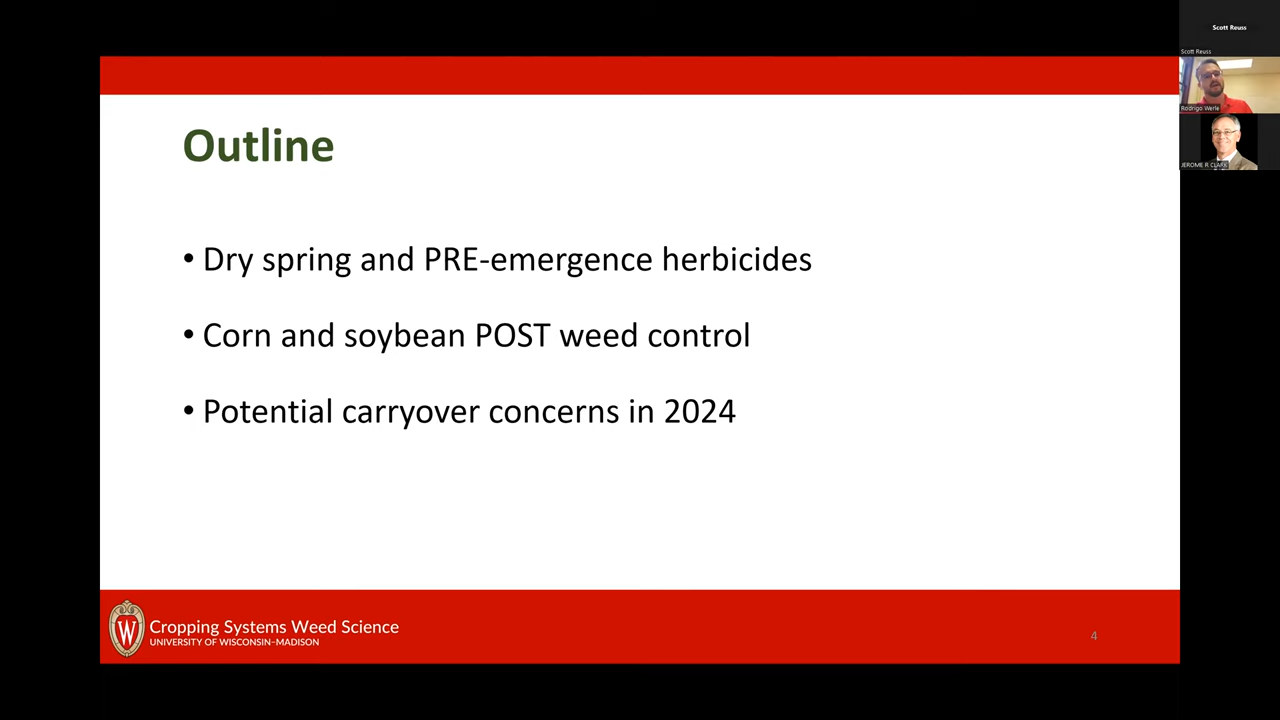 Outline
• Dry spring and PRE-emergence herbicides
• Corn and soybean POST weed control
• Potential carryover concerns in 2024
W
Cropping Systems Weed Science
UNIVERSITY OF WISCONSIN–MADISON
4
Scott Reuss
Scott Reuss
Rodrigo Werle
JEROME R CLARK